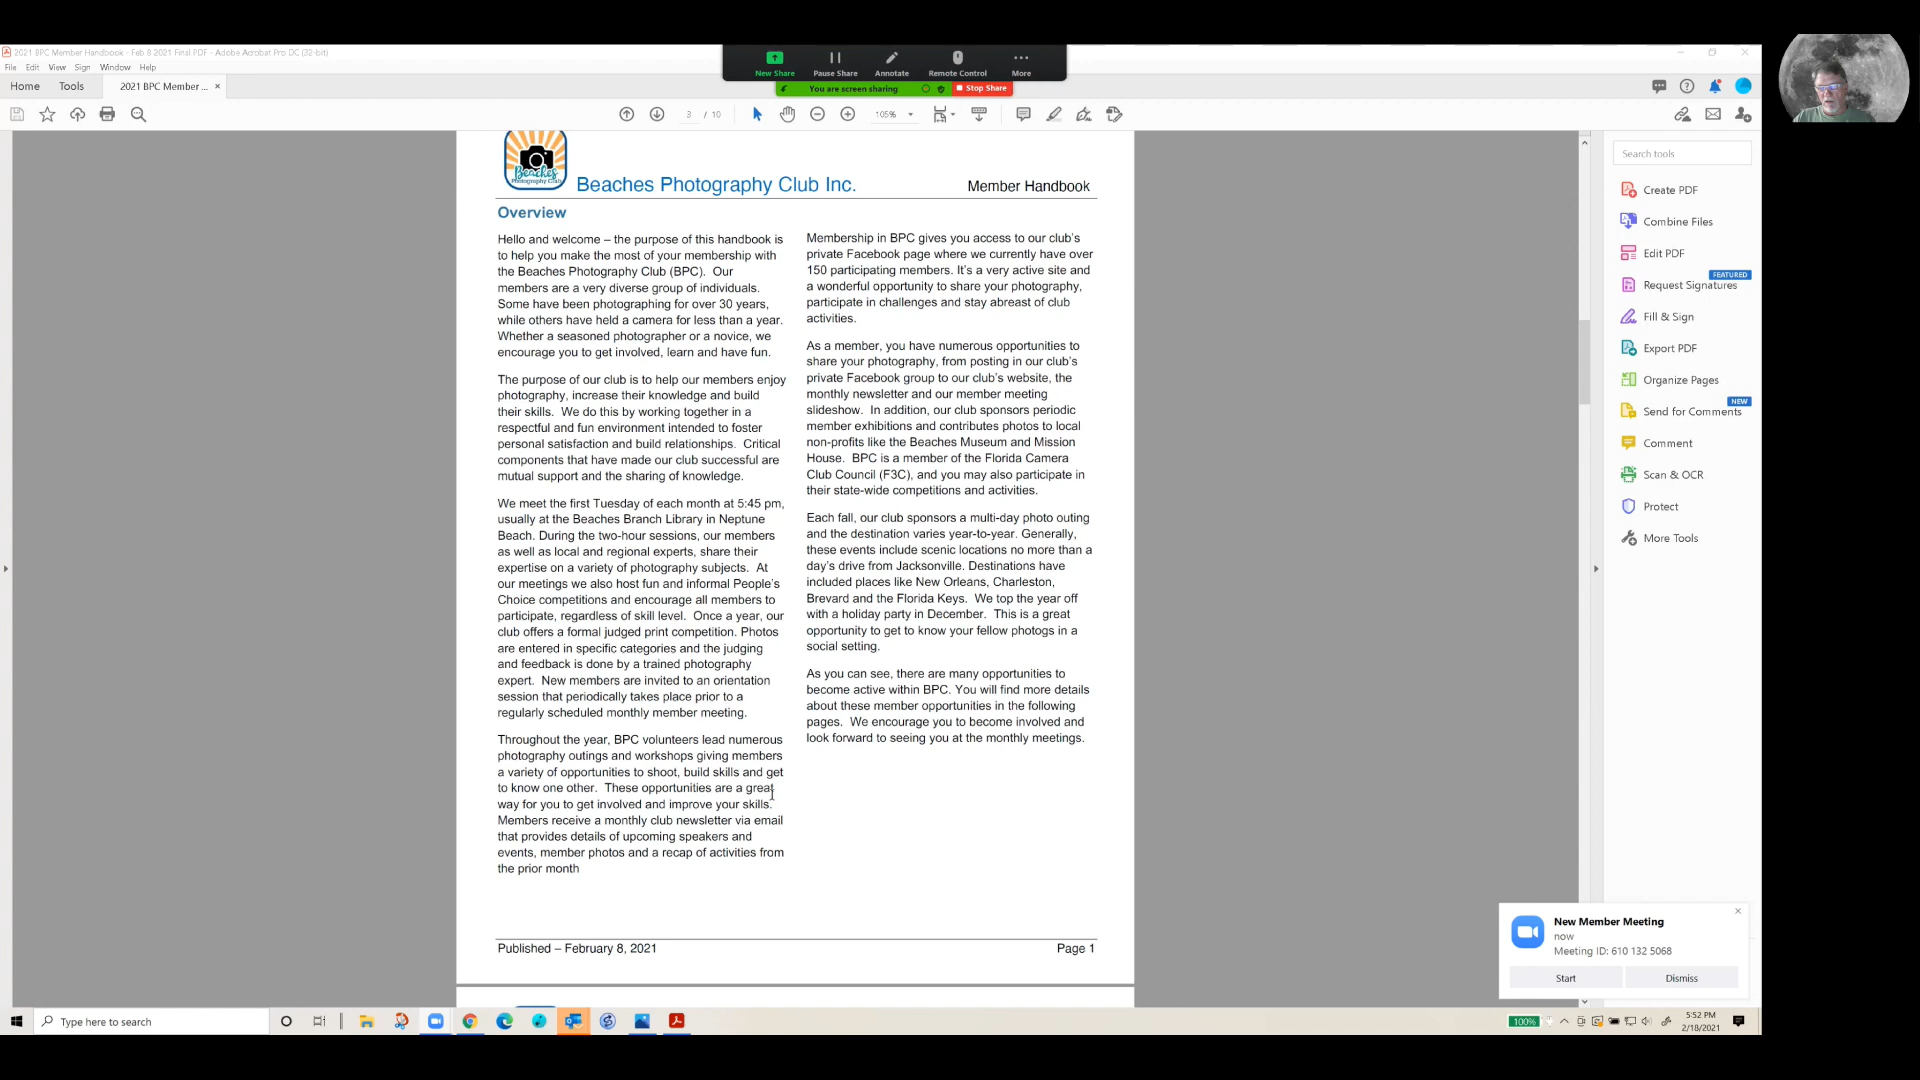 2021 BPC Member Handbook - Feb 8 2021 Final PDF - Adobe Acrobat Pro DC (32-bit)
File Edit View Sign Window Help
New Share Pause Share Annotate Remote Control More
You are screen sharing Stop Share
Home Tools 2021 BPC Member ... ×
3 / 10 105%
Beaches
Photography Club
Beaches Photography Club Inc. Member Handbook
Overview
Hello and welcome – the purpose of this handbook is
to help you make the most of your membership with
the Beaches Photography Club (BPC). Our
members are a very diverse group of individuals.
Some have been photographing for over 30 years,
while others have held a camera for less than a year.
Whether a seasoned photographer or a novice, we
encourage you to get involved, learn and have fun.
The purpose of our club is to help our members enjoy
photography, increase their knowledge and build
their skills. We do this by working together in a
respectful and fun environment intended to foster
personal satisfaction and build relationships. Critical
components that have made our club successful are
mutual support and the sharing of knowledge.
We meet the first Tuesday of each month at 5:45 pm,
usually at the Beaches Branch Library in Neptune
Beach. During the two-hour sessions, our members
as well as local and regional experts, share their
expertise on a variety of photography subjects. At
our meetings we also host fun and informal People's
Choice competitions and encourage all members to
participate, regardless of skill level. Once a year, our
club offers a formal judged print competition. Photos
are entered in specific categories and the judging
and feedback is done by a trained photography
expert. New members are invited to an orientation
session that periodically takes place prior to a
regularly scheduled monthly member meeting.
Throughout the year, BPC volunteers lead numerous
photography outings and workshops giving members
a variety of opportunities to shoot, build skills and get
to know one other. These opportunities are a great
way for you to get involved and improve your skills.
Members receive a monthly club newsletter via email
that provides details of upcoming speakers and
events, member photos and a recap of activities from
the prior month
Membership in BPC gives you access to our club's
private Facebook page where we currently have over
150 participating members. It's a very active site and
a wonderful opportunity to share your photography,
participate in challenges and stay abreast of club
activities.
As a member, you have numerous opportunities to
share your photography, from posting in our club's
private Facebook group to our club's website, the
monthly newsletter and our member meeting
slideshow. In addition, our club sponsors periodic
member exhibitions and contributes photos to local
non-profits like the Beaches Museum and Mission
House. BPC is a member of the Florida Camera
Club Council (F3C), and you may also participate in
their state-wide competitions and activities.
Each fall, our club sponsors a multi-day photo outing
and the destination varies year-to-year. Generally,
these events include scenic locations no more than a
day's drive from Jacksonville. Destinations have
included places like New Orleans, Charleston,
Brevard and the Florida Keys. We top the year off
with a holiday party in December. This is a great
opportunity to get to know your fellow photogs in a
social setting.
As you can see, there are many opportunities to
become active within BPC. You will find more details
about these member opportunities in the following
pages. We encourage you to become involved and
look forward to seeing you at the monthly meetings.
Published – February 8, 2021 Page 1
Search tools
Create PDF
Combine Files
Edit PDF
FEATURED
Request Signatures
Fill & Sign
Export PDF
Organize Pages
NEW
Send for Comments
Comment
Scan & OCR
Protect
More Tools
New Member Meeting
now
Meeting ID: 610 132 5068
Start Dismiss
Type here to search
100%
5:52 PM
2/18/2021